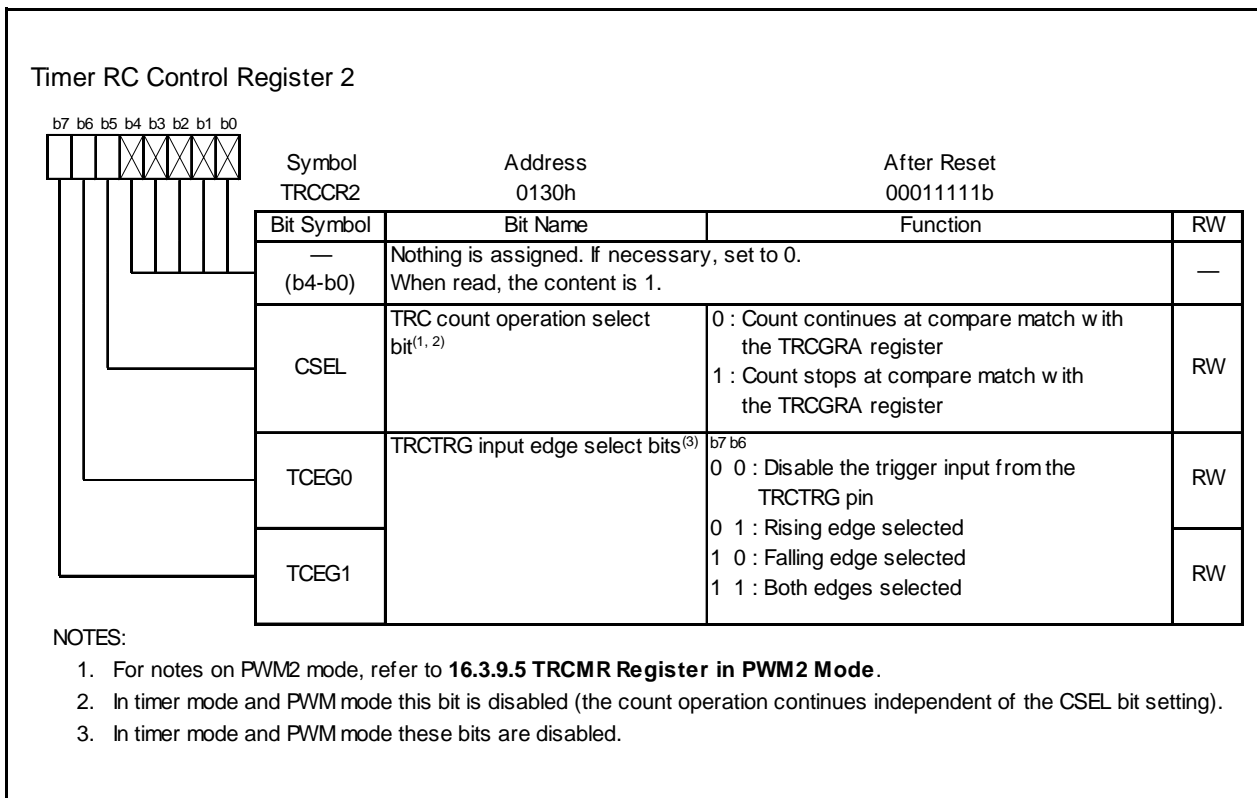 Timer RC Control Register 2
b7 b6 b5 b4 b3 b2 b1 b0
Symbol Address After Reset
TRCCR2 0130h 00011111b
Bit Symbol Bit Name Function RW
—
(b4-b0)
Nothing is assigned. If necessary, set to 0.
When read, the content is 1.
—
CSEL
TRC count operation select
bit(1, 2)
0 : Count continues at compare match with
the TRCGRA register
1 : Count stops at compare match with
the TRCGRA register
RW
TCEG0
TRCTRG input edge select bits(3)
b7 b6
0 0 : Disable the trigger input from the
TRCTRG pin
0 1 : Rising edge selected
1 0 : Falling edge selected
1 1 : Both edges selected
RW
TCEG1
RW
NOTES:
1. For notes on PWM2 mode, refer to 16.3.9.5 TRCMR Register in PWM2 Mode.
2. In timer mode and PWM mode this bit is disabled (the count operation continues independent of the CSEL bit setting).
3. In timer mode and PWM mode these bits are disabled.